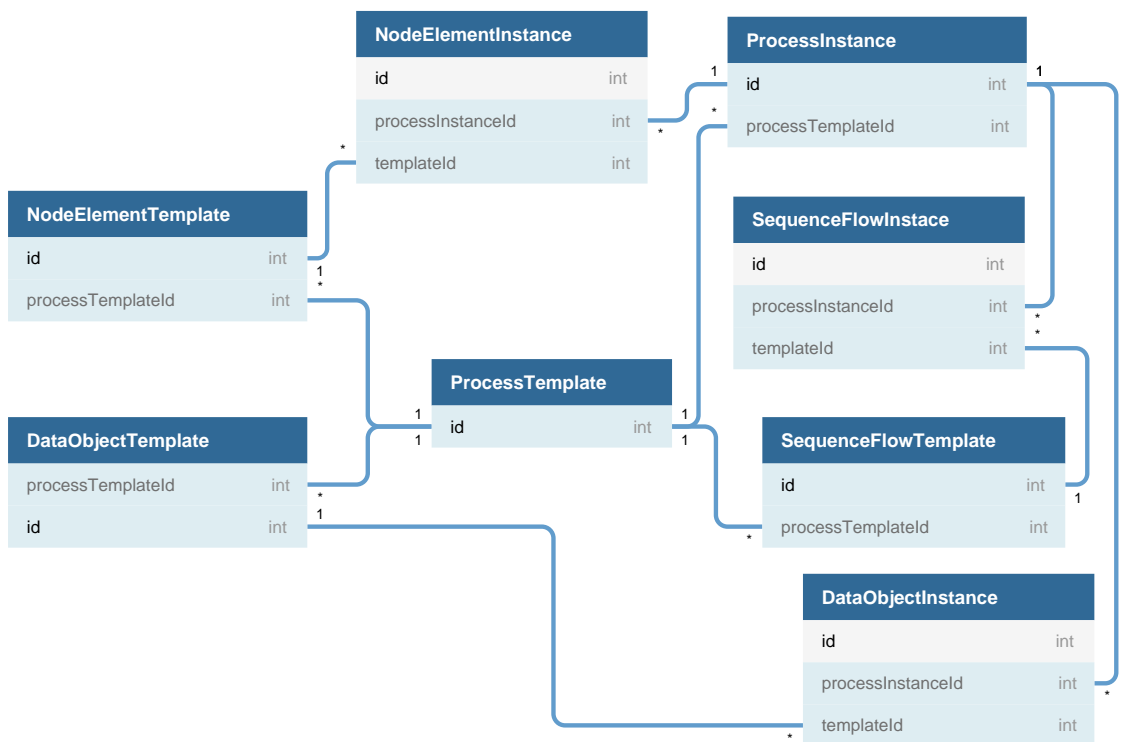 NodeElementInstance
id int
processInstanceId int
templateId int
ProcessInstance
id int
processTemplateId int
NodeElementTemplate
id int
processTemplateId int
SequenceFlowInstace
id int
processInstanceId int
templateId int
ProcessTemplate
id int
DataObjectTemplate
processTemplateId int
id int
SequenceFlowTemplate
id int
processTemplateId int
DataObjectInstance
id int
processInstanceId int
templateId int
1
*
*
1
*
1
*
*
*
1
1
1
1
*
1
*
1
*
*
*